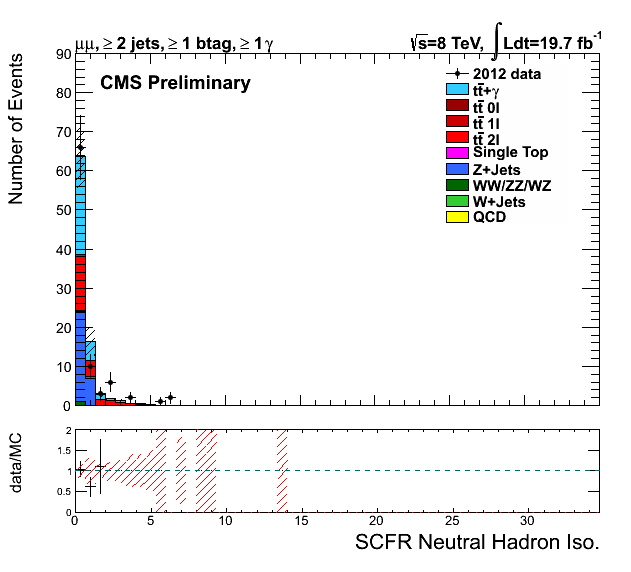 μμ, ≥ 2 jets, ≥ 1 btag, ≥ 1 γ
√s=8 TeV, ∫ Ldt=19.7 fb⁻¹
CMS Preliminary
2012 data
tt̄+γ
tt̄ 0l
tt̄ 1l
tt̄ 2l
Single Top
Z+Jets
WW/ZZ/WZ
W+Jets
QCD
Number of Events
90
80
70
60
50
40
30
20
10
0
data/MC
2
1.5
1
0.5
0
0 5 10 15 20 25 30
SCFR Neutral Hadron Iso.